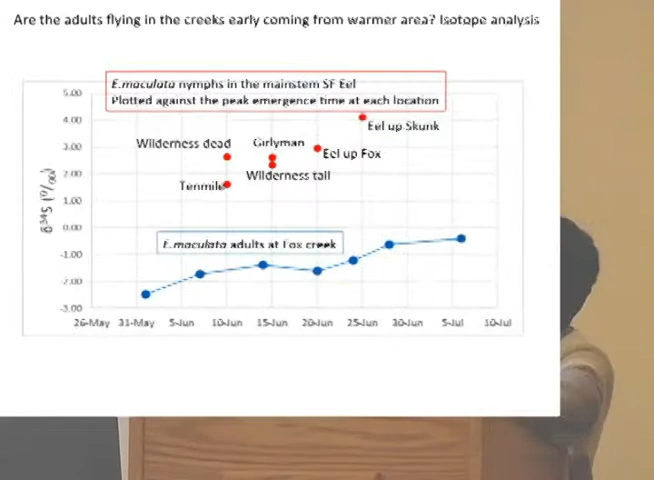 Are the adults flying in the creeks early coming from warmer area? Isotope analysis
E.maculata nymphs in the mainstem SF Eel
Plotted against the peak emergence time at each location
5.00
4.00
3.00
2.00
1.00
0.00
-1.00
-2.00
-3.00
δ³⁴S (⁰/₀₀)
Eel up Skunk
Wilderness dead
Girlyman
Eel up Fox
Wilderness tail
Tenmile
E.maculata adults at Fox creek
26-May 31-May 5-Jun 10-Jun 15-Jun 20-Jun 25-Jun 30-Jun 5-Jul 10-Jul